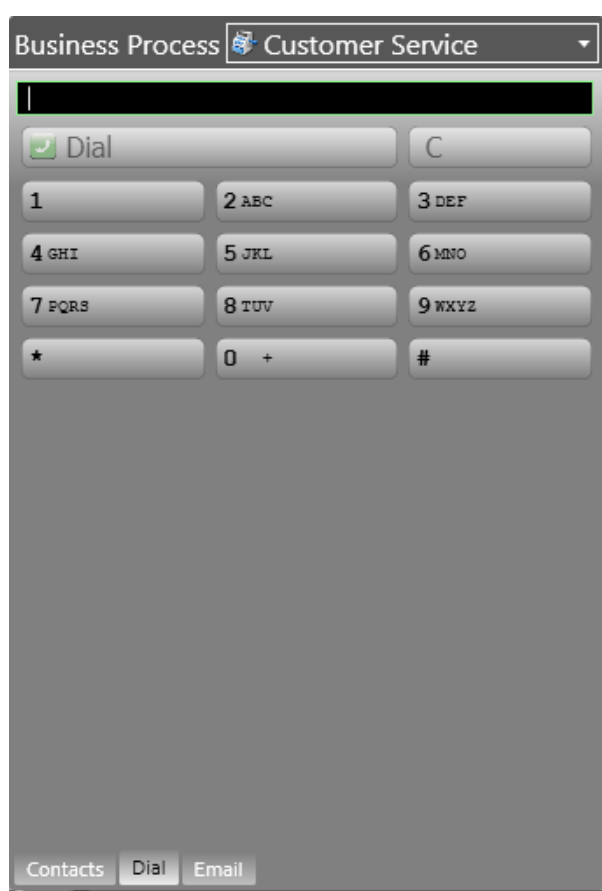 Business Process Customer Service
Dial C
1 2 ABC 3 DEF
4 GHI 5 JKL 6 MNO
7 PQRS 8 TUV 9 WXYZ
* 0 + #
Contacts Dial Email